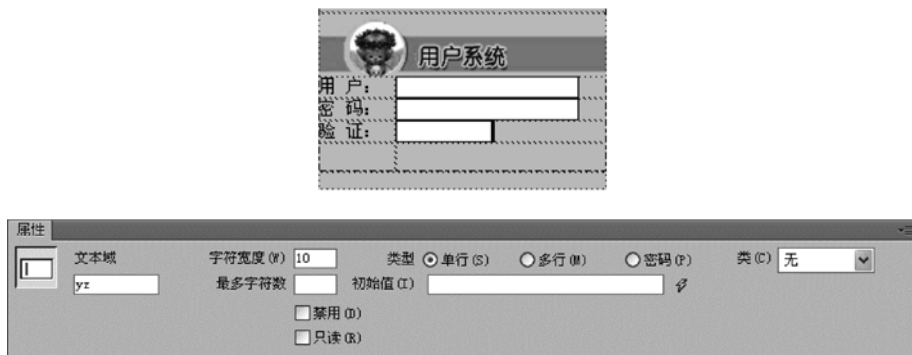 用户系统
用 户:
密 码:
验 证:
属性
文本域 字符宽度(W) 10 类型 单行(S) 多行(M) 密码(P) 类(C) 无
yz 最多字符数 初始值(I)
禁用(D)
只读(R)